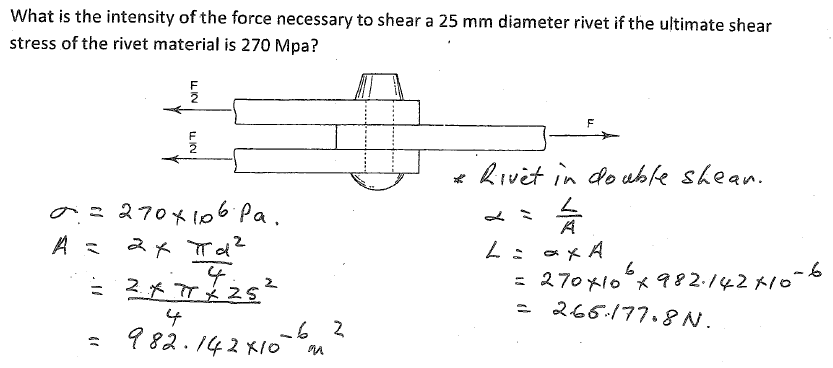 What is the intensity of the force necessary to shear a 25 mm diameter rivet if the ultimate shear
stress of the rivet material is 270 Mpa?
F/2
F/2
F
* Rivet in double shear.
σ = 270 × 10⁶ Pa.
A = 2 × πd²/4
= 2 × π × 25²/4
= 982.142 × 10⁻⁶ m²
σ = L/A
L = σ × A
= 270 × 10⁶ × 982.142 × 10⁻⁶
= 265.177.8 N.